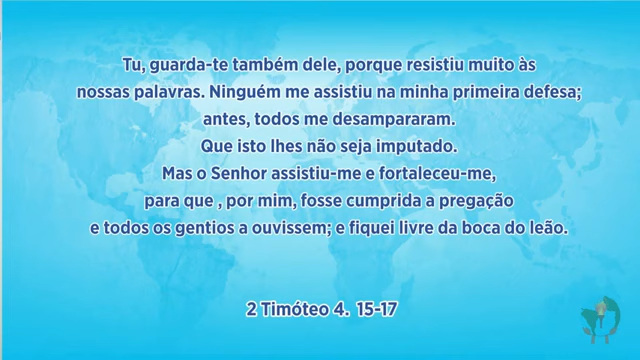 Tu, guarda-te também dele, porque resistiu muito às
nossas palavras. Ninguém me assistiu na minha primeira defesa;
antes, todos me desampararam.
Que isto lhes não seja imputado.
Mas o Senhor assistiu-me e fortaleceu-me,
para que , por mim, fosse cumprida a pregação
e todos os gentios a ouvissem; e fiquei livre da boca do leão.
2 Timóteo 4. 15-17